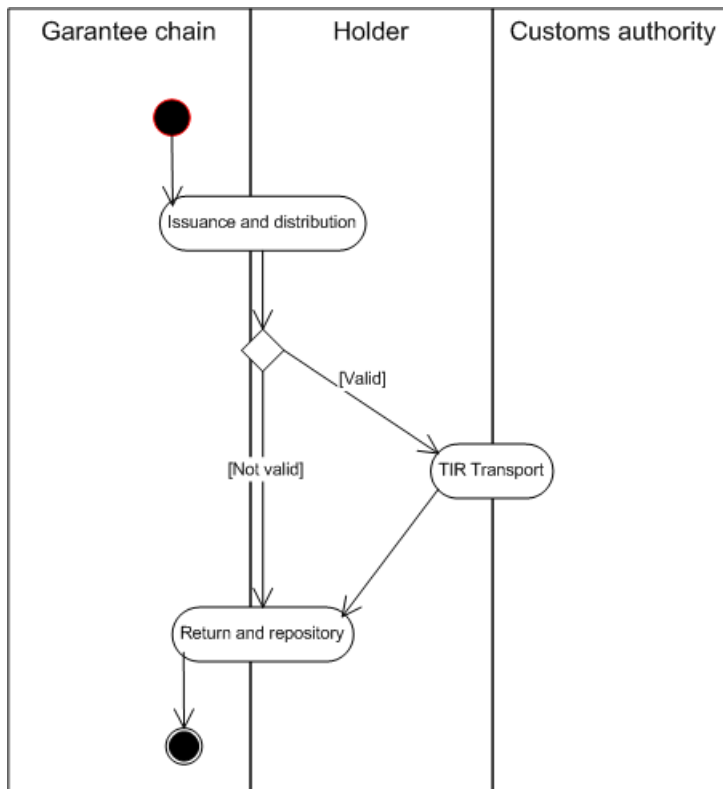 Garantee chain
Holder
Customs authority
Issuance and distribution
[Valid]
[Not valid]
TIR Transport
Return and repository